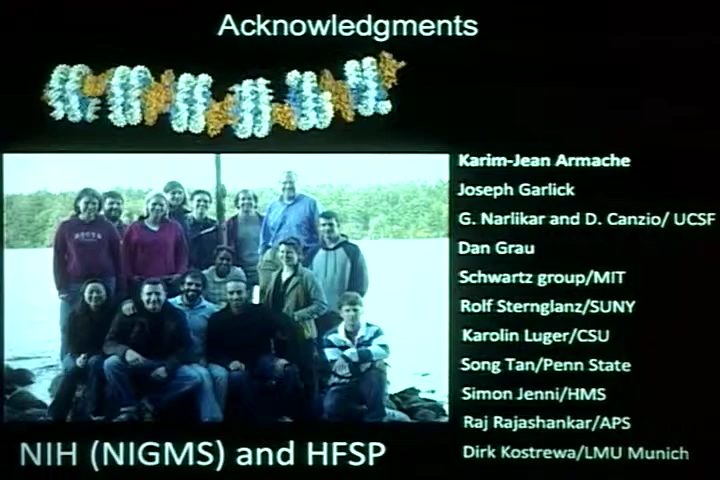 Acknowledgments
Karim-Jean Armache
Joseph Garlick
G. Narlikar and D. Canzio/ UCSF
Dan Grau
Schwartz group/MIT
Rolf Sternglanz/SUNY
Karolin Luger/CSU
Song Tan/Penn State
Simon Jenni/HMS
Raj Rajashankar/APS
Dirk Kostrewa/LMU Munich
NIH (NIGMS) and HFSP